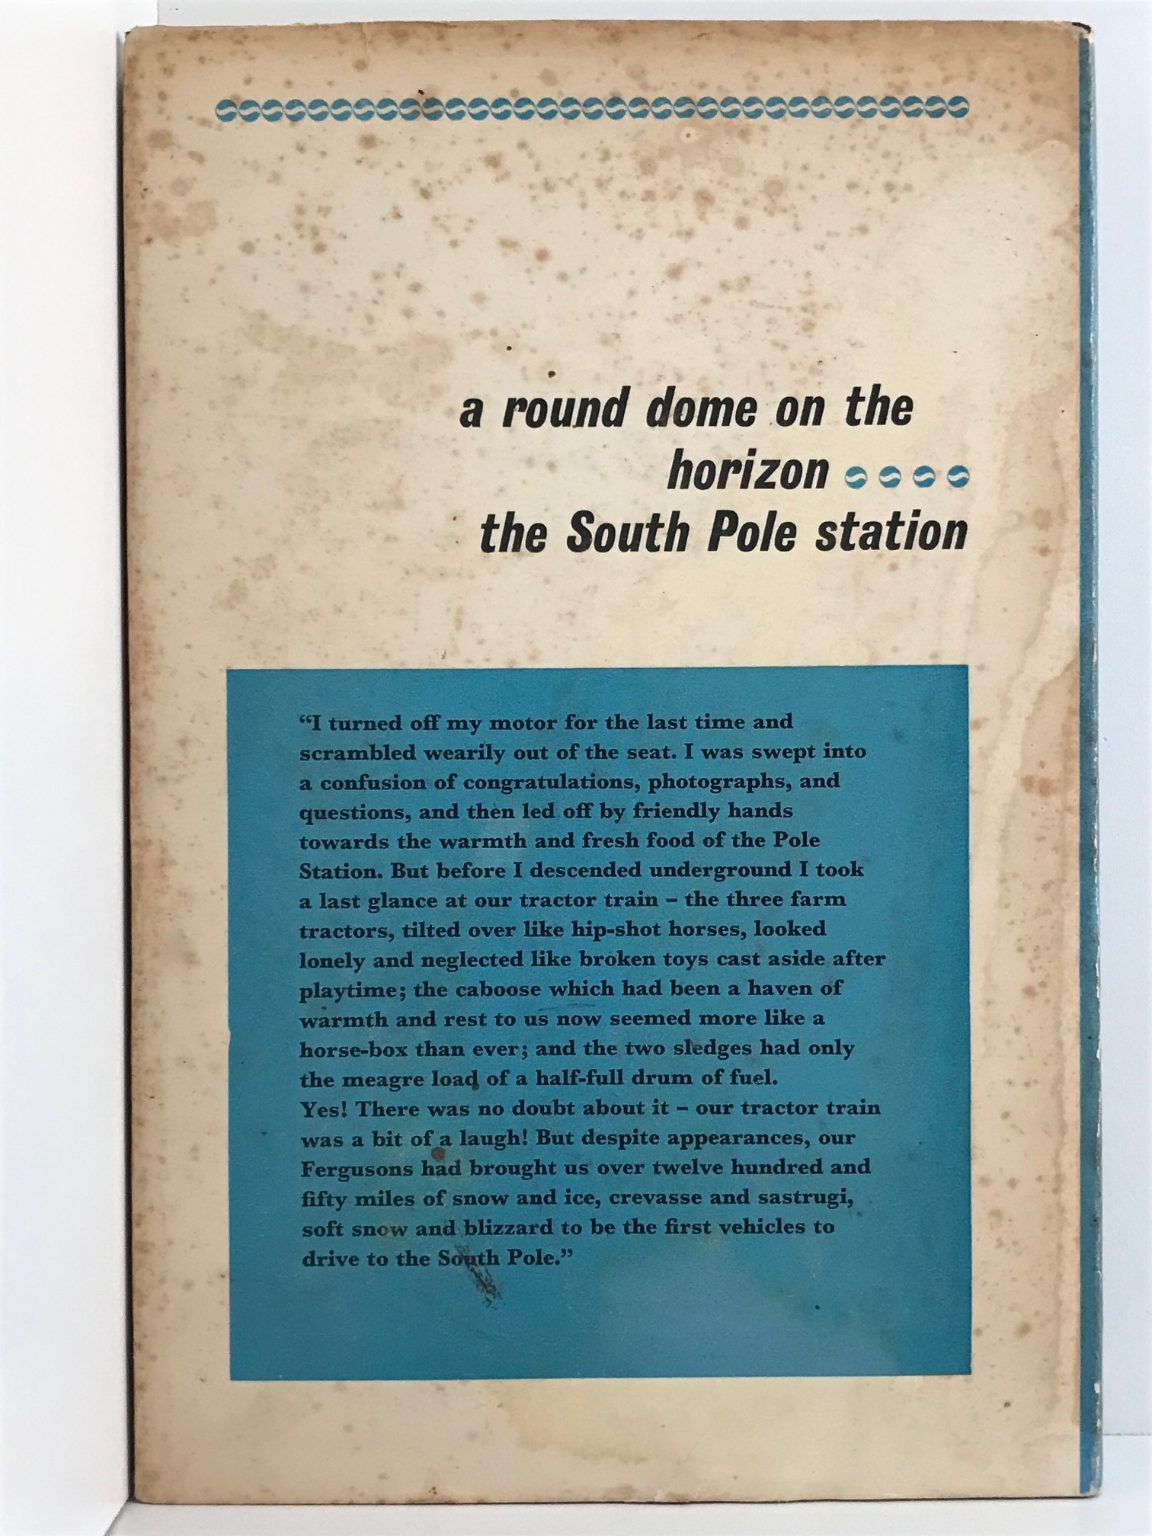 a round dome on the
horizon
the South Pole station
“I turned off my motor for the last time and
scrambled wearily out of the seat. I was swept into
a confusion of congratulations, photographs, and
questions, and then led off by friendly hands
towards the warmth and fresh food of the Pole
Station. But before I descended underground I took
a last glance at our tractor train – the three farm
tractors, tilted over like hip-shot horses, looked
lonely and neglected like broken toys cast aside after
playtime; the caboose which had been a haven of
warmth and rest to us now seemed more like a
horse-box than ever; and the two sledges had only
the meagre load of a half-full drum of fuel.
Yes! There was no doubt about it – our tractor train
was a bit of a laugh! But despite appearances, our
Fergusons had brought us over twelve hundred and
fifty miles of snow and ice, crevasse and sastrugi,
soft snow and blizzard to be the first vehicles to
drive to the South Pole.”